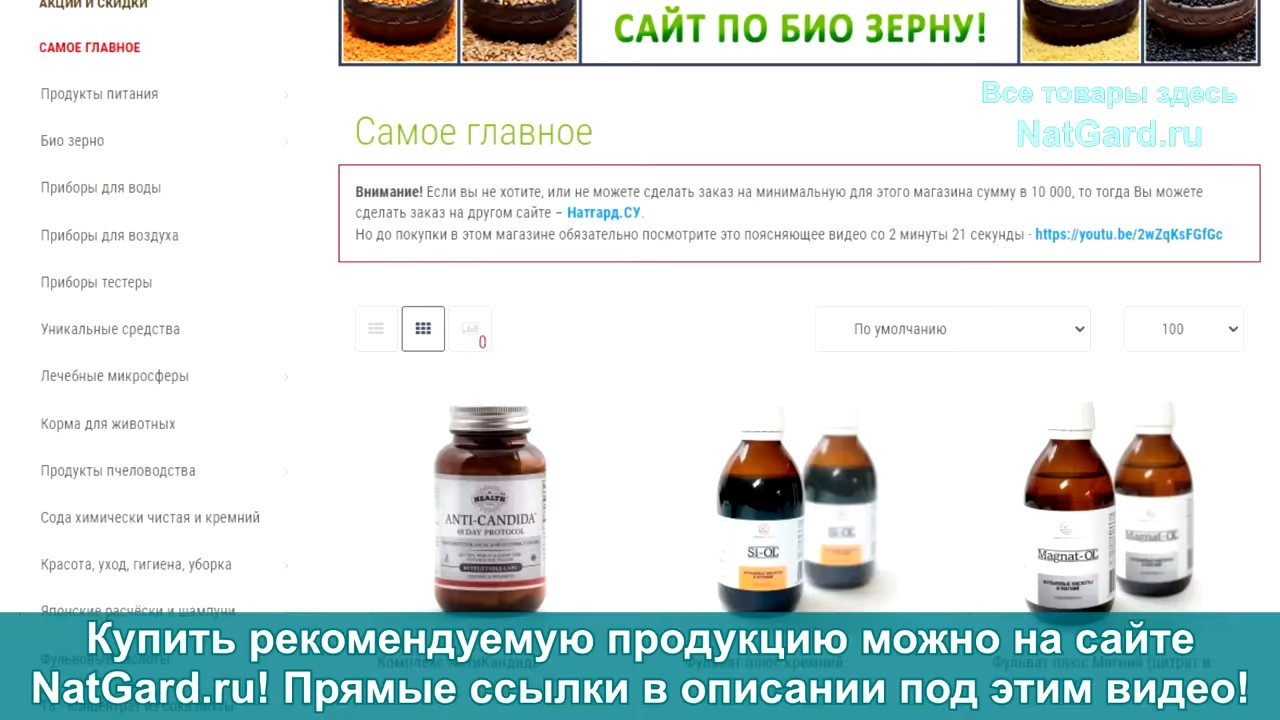 АКЦИИ И СКИДКИ
САМОЕ ГЛАВНОЕ
Продукты питания
Био зерно
Приборы для воды
Приборы для воздуха
Приборы тестеры
Уникальные средства
Лечебные микросферы
Корма для животных
Продукты пчеловодства
Сода химически чистая и кремний
Красота, уход, гигиена, уборка
Японские расчёски и шампуни
САЙТ ПО БИО ЗЕРНУ!
Все товары здесь
NatGard.ru
Самое главное
Внимание! Если вы не хотите, или не можете сделать заказ на минимальную для этого магазина сумму в 10 000, то тогда Вы можете
сделать заказ на другом сайте – Натгард.СУ.
Но до покупки в этом магазине обязательно посмотрите это поясняющее видео со 2 минуты 21 секунды - https://youtu.be/2wZqKsFGfGc
0
По умолчанию
100
HEALTH
ANTI-CANDIDA
DAY PROTOCOL
Si-OL
Si-OL
Magnat-OL
Magnat-OL
Купить рекомендуемую продукцию можно на сайте
NatGard.ru! Прямые ссылки в описании под этим видео!